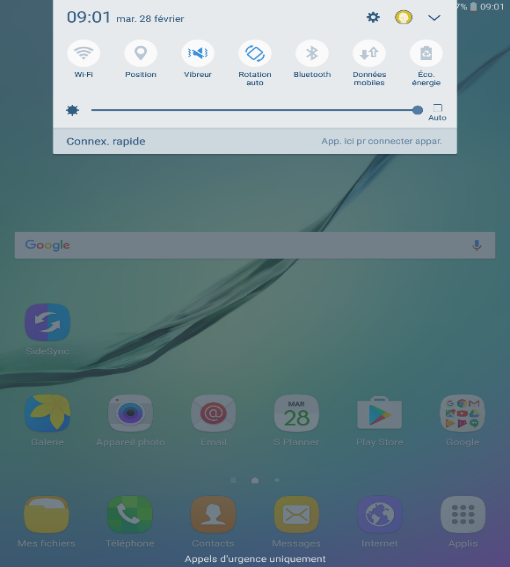 09:01 mar. 28 février
7% 09:01
Wi-Fi Position Vibreur Rotation auto Bluetooth Données mobiles Éco. énergie
Auto
Connex. rapide App. ici pr connecter appar.
Google
SideSync
MAR
28
Galerie Appareil photo Email S Planner Play Store Google
Mes fichiers Téléphone Contacts Messages Internet Applis
Appels d'urgence uniquement